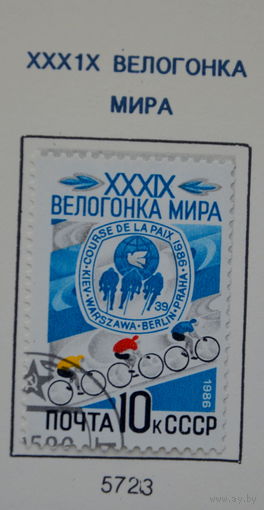 XXX1X ВЕЛОГОНКА
МИРА
XXXIX
ВЕЛОГОНКА МИРА
COURSE DE LA PAIX 1986
·KIEV·WARSZAWA·BERLIN·PRAHA·
39
1986
ПОЧТА 10К СССР
5723